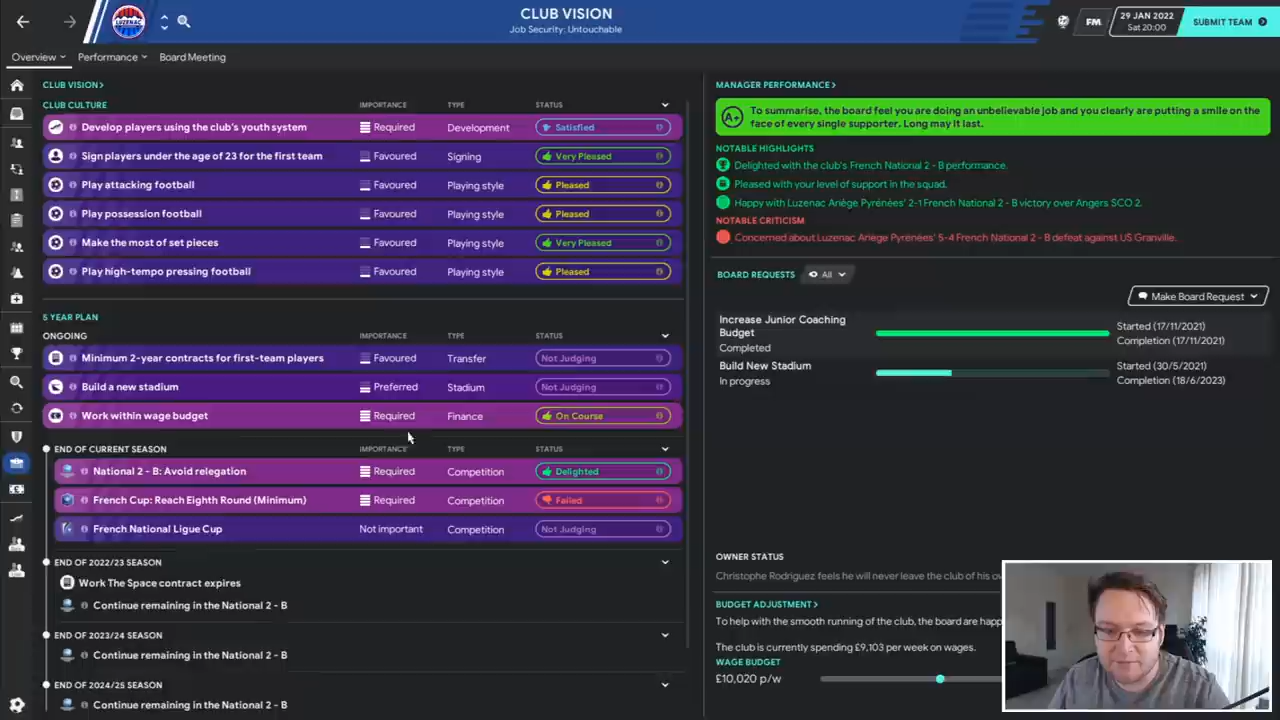 CLUB VISION
Job Security: Untouchable
LUZENAC
FM
29 JAN 2022
Sat 20:00
SUBMIT TEAM
Overview
Performance
Board Meeting
CLUB VISION>
CLUB CULTURE IMPORTANCE TYPE STATUS
Develop players using the club's youth system Required Development Satisfied
Sign players under the age of 23 for the first team Favoured Signing Very Pleased
Play attacking football Favoured Playing style Pleased
Play possession football Favoured Playing style Pleased
Make the most of set pieces Favoured Playing style Very Pleased
Play high-tempo pressing football Favoured Playing style Pleased
5 YEAR PLAN
ONGOING IMPORTANCE TYPE STATUS
Minimum 2-year contracts for first-team players Favoured Transfer Not Judging
Build a new stadium Preferred Stadium Not Judging
Work within wage budget Required Finance On Course
END OF CURRENT SEASON IMPORTANCE TYPE STATUS
National 2 - B: Avoid relegation Required Competition Delighted
French Cup: Reach Eighth Round (Minimum) Required Competition Failed
French National Ligue Cup Not important Competition Not Judging
END OF 2022/23 SEASON
Work The Space contract expires
Continue remaining in the National 2 - B
END OF 2023/24 SEASON
Continue remaining in the National 2 - B
END OF 2024/25 SEASON
Continue remaining in the National 2 - B
MANAGER PERFORMANCE>
A+
To summarise, the board feel you are doing an unbelievable job and you clearly are putting a smile on the
face of every single supporter. Long may it last.
NOTABLE HIGHLIGHTS
Delighted with the club's French National 2 - B performance.
Pleased with your level of support in the squad.
Happy with Luzenac Ariège Pyrénées' 2-1 French National 2 - B victory over Angers SCO 2.
NOTABLE CRITICISM
Concerned about Luzenac Ariège Pyrénées' 5-4 French National 2 - B defeat against US Granville.
BOARD REQUESTS All
Make Board Request
Increase Junior Coaching
Budget
Completed
Started (17/11/2021)
Completion (17/11/2021)
Build New Stadium
In progress
Started (30/5/2021)
Completion (18/6/2023)
OWNER STATUS
Christophe Rodriguez feels he will never leave the club of his
BUDGET ADJUSTMENT>
To help with the smooth running of the club, the board are
The club is currently spending £9,103 per week on wages.
WAGE BUDGET
£10,020 p/w